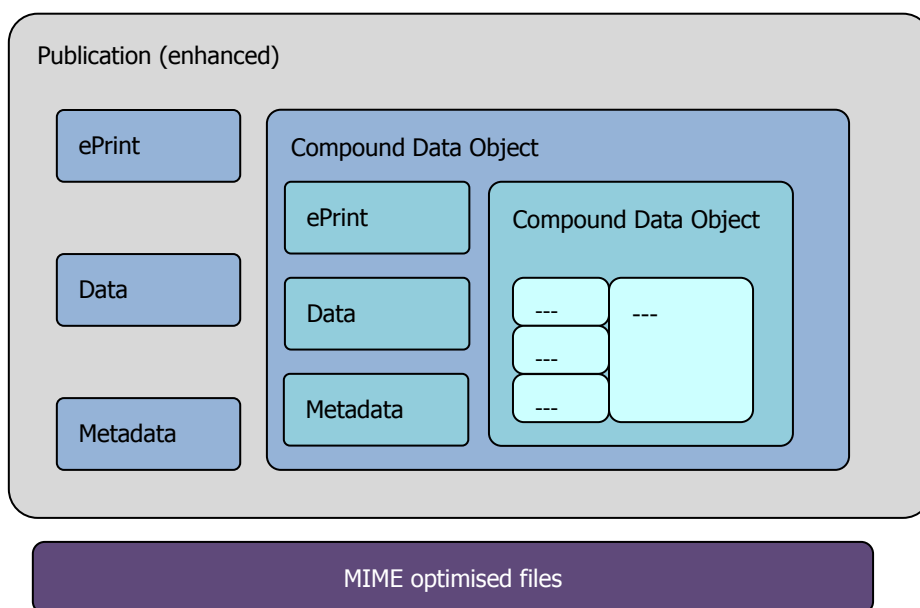 Publication (enhanced)
ePrint
Data
Metadata
Compound Data Object
ePrint
Data
Metadata
Compound Data Object
---
---
---
---
MIME optimised files